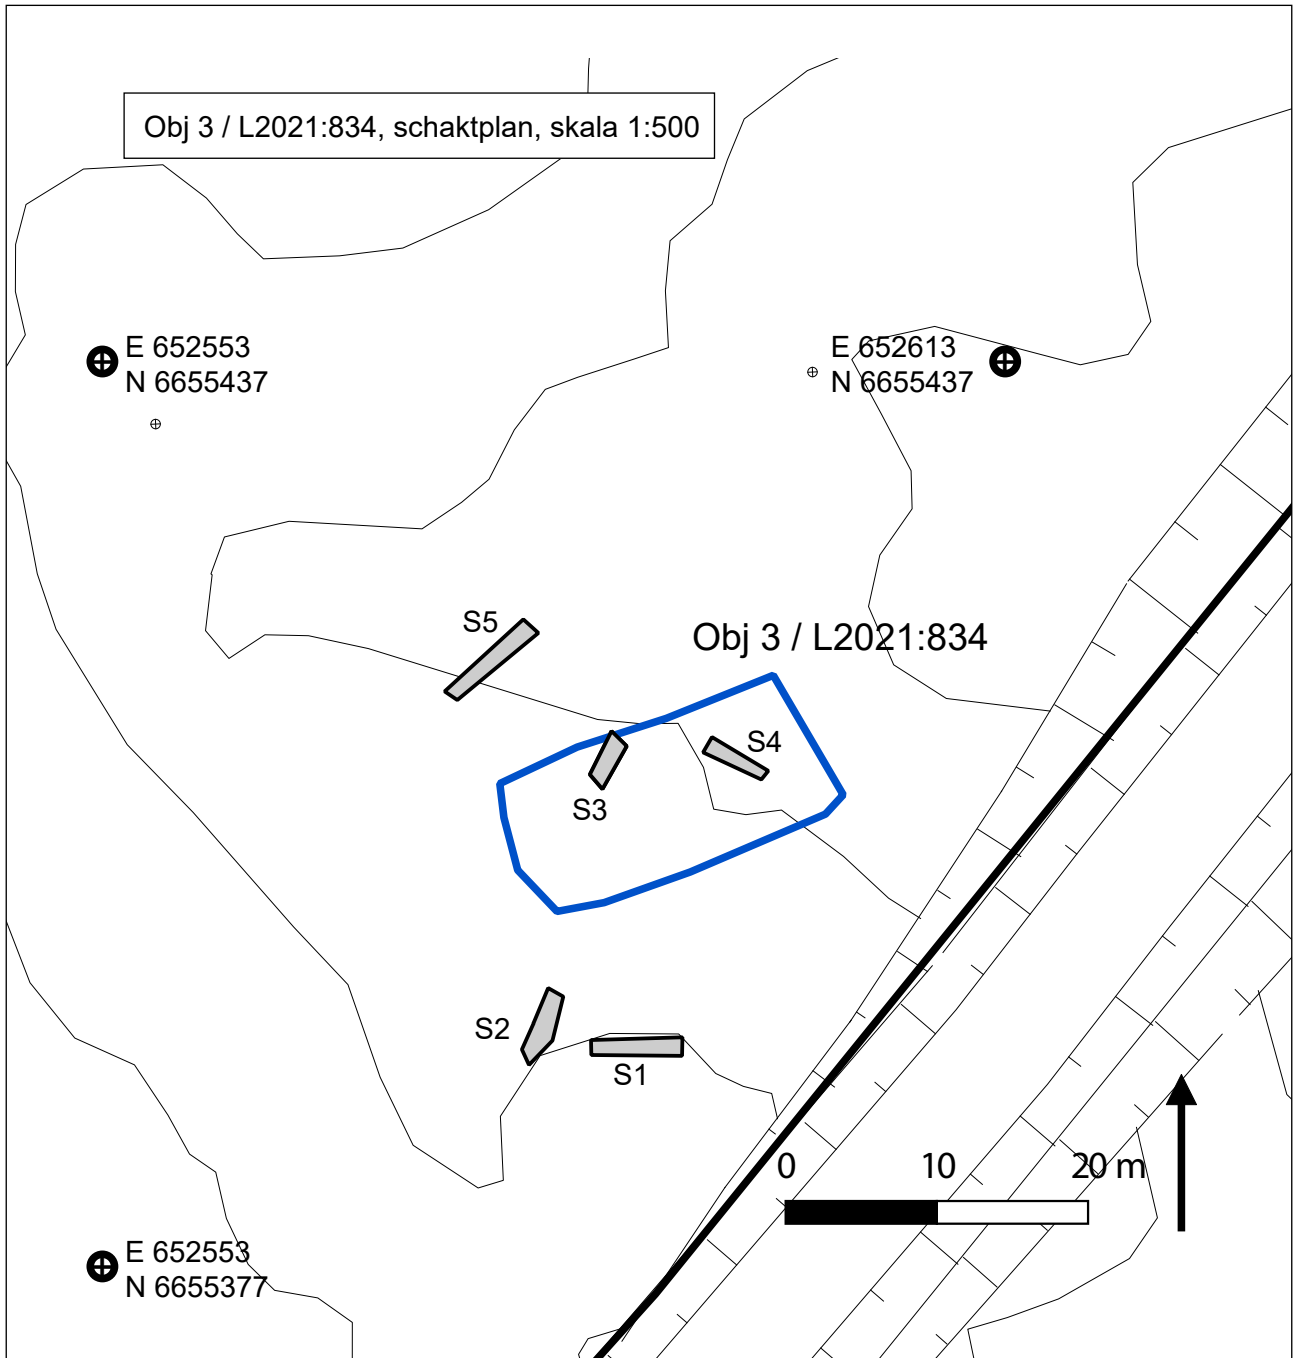 Obj 3 / L2021:834, schaktplan, skala 1:500
E 652553
N 6655437
E 652613
N 6655437
S5
Obj 3 / L2021:834
S4
S3
S2
S1
0 10 20 m
E 652553
N 6655377